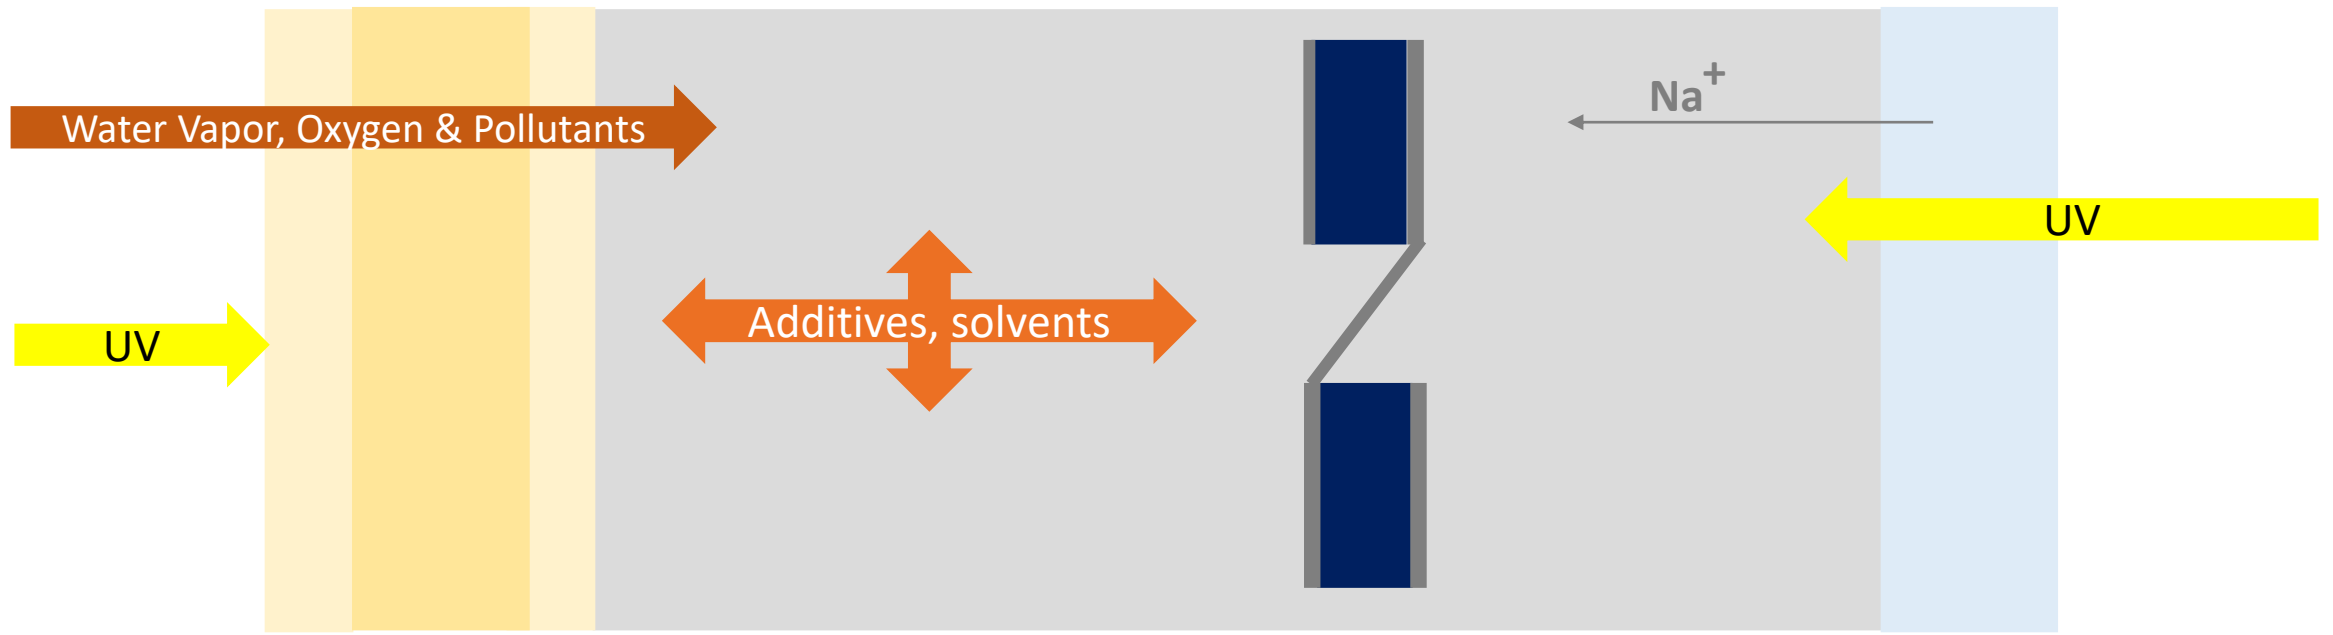 Na+
Water Vapor, Oxygen & Pollutants
UV
Additives, solvents
UV